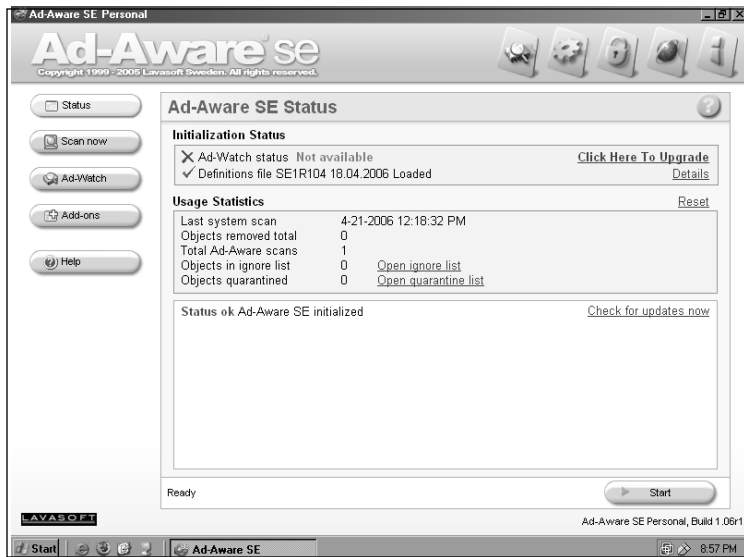 Ad-Aware SE Personal
Ad-Aware SE
Copyright 1999 - 2005 Lavasoft Sweden. All rights reserved.
Status
Scan now
Ad-Watch
Add-ons
Help
Ad-Aware SE Status
Initialization Status
Ad-Watch status Not available Click Here To Upgrade
Definitions file SE1R104 18.04.2006 Loaded Details
Usage Statistics Reset
Last system scan 4-21-2006 12:18:32 PM
Objects removed total 0
Total Ad-Aware scans 1
Objects in ignore list 0 Open ignore list
Objects quarantined 0 Open quarantine list
Status ok Ad-Aware SE initialized Check for updates now
Ready Start
LAVASOFT
Ad-Aware SE Personal, Build 1.06r1
Start Ad-Aware SE 8:57 PM